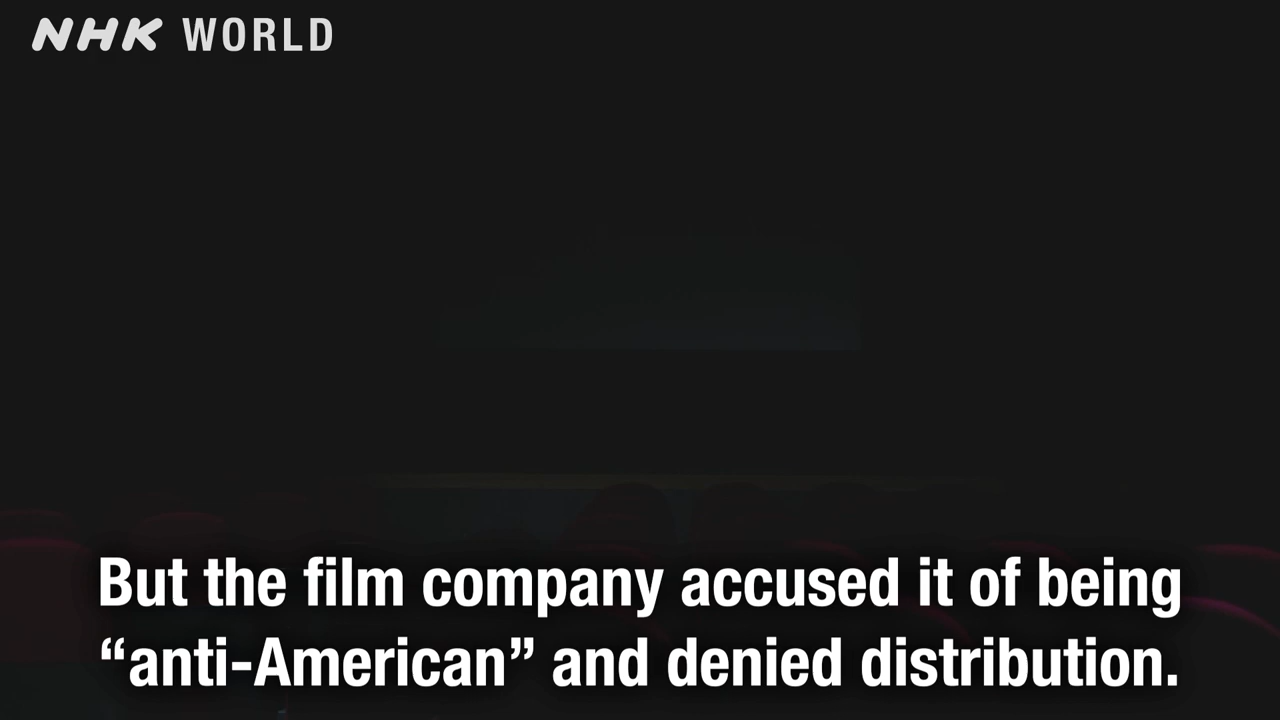 NHK WORLD
But the film company accused it of being
“anti-American” and denied distribution.